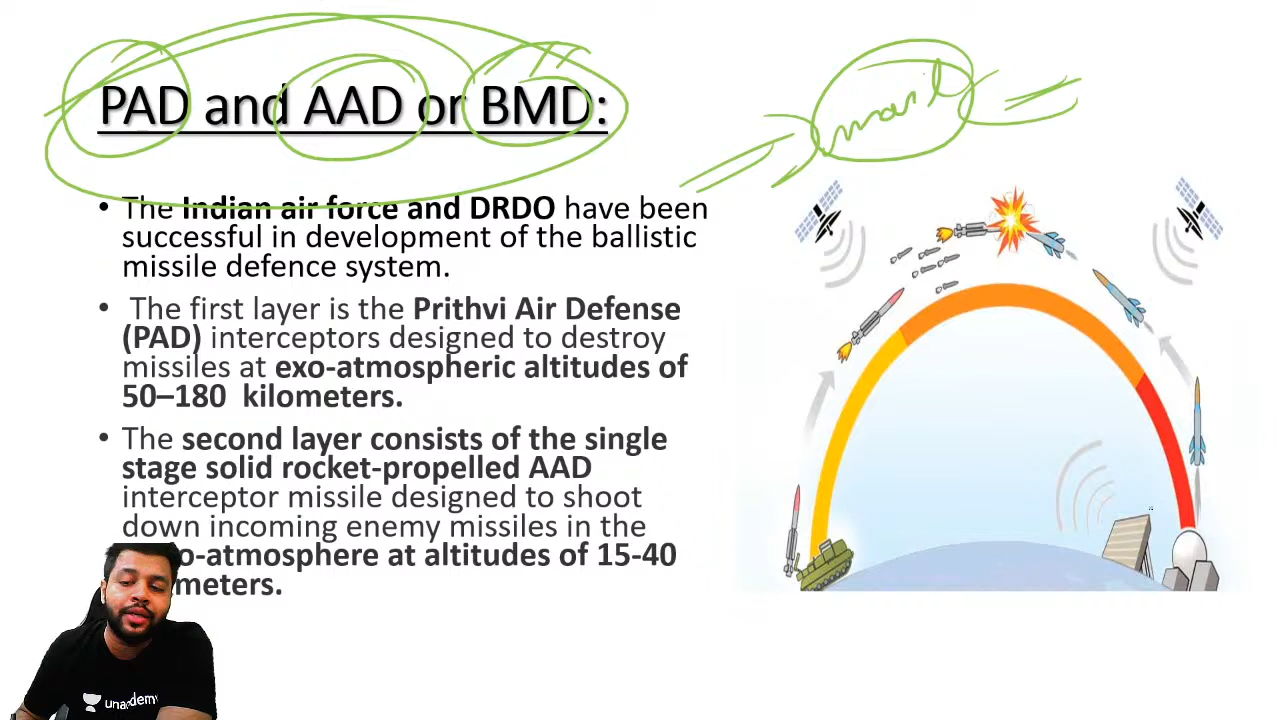 PAD and AAD or BMD:
• The Indian air force and DRDO have been
successful in development of the ballistic
missile defence system.
• The first layer is the Prithvi Air Defense
(PAD) interceptors designed to destroy
missiles at exo-atmospheric altitudes of
50–180 kilometers.
• The second layer consists of the single
stage solid rocket-propelled AAD
interceptor missile designed to shoot
down incoming enemy missiles in the
o-atmosphere at altitudes of 15-40
meters.
unacademy